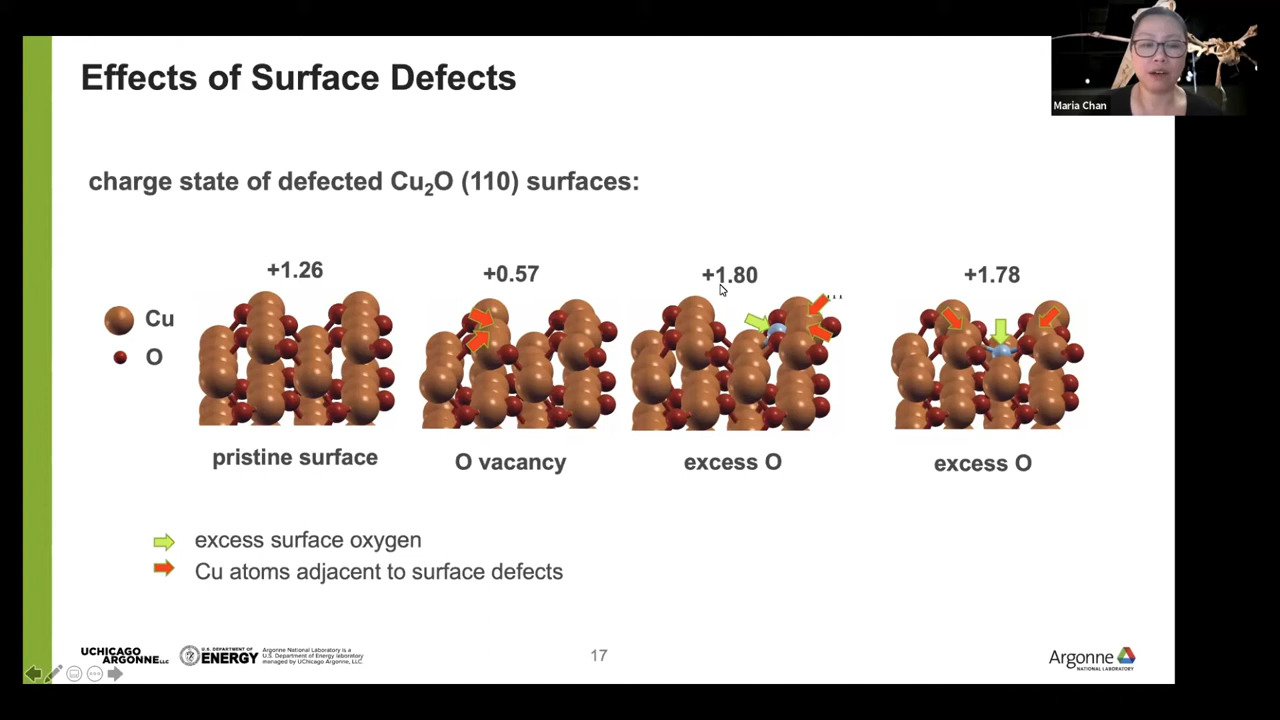 Effects of Surface Defects
Maria Chan
charge state of defected Cu₂O (110) surfaces:
+1.26
+0.57
+1.80
+1.78
Cu
O
pristine surface
O vacancy
excess O
excess O
excess surface oxygen
Cu atoms adjacent to surface defects
UCHICAGO
ARGONNE LLC
U.S. DEPARTMENT OF
ENERGY
Argonne National Laboratory is a
U.S. Department of Energy laboratory
managed by UChicago Argonne, LLC.
17
Argonne
NATIONAL LABORATORY